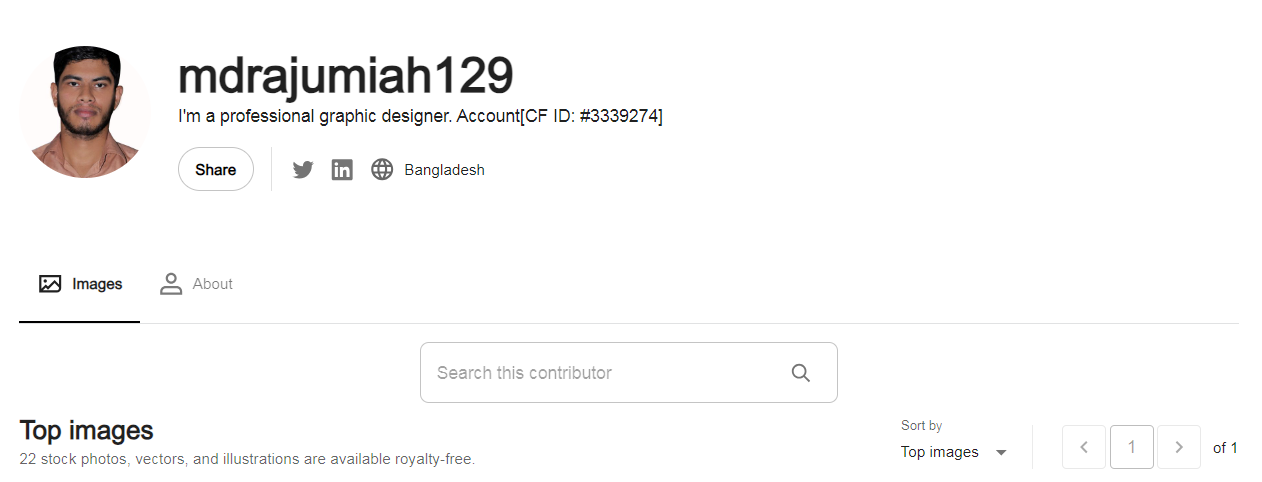 mdrajumiah129
I'm a professional graphic designer. Account[CF ID: #3339274]
Share
Bangladesh
Images
About
Search this contributor
Top images
22 stock photos, vectors, and illustrations are available royalty-free.
Sort by
Top images
1
of 1